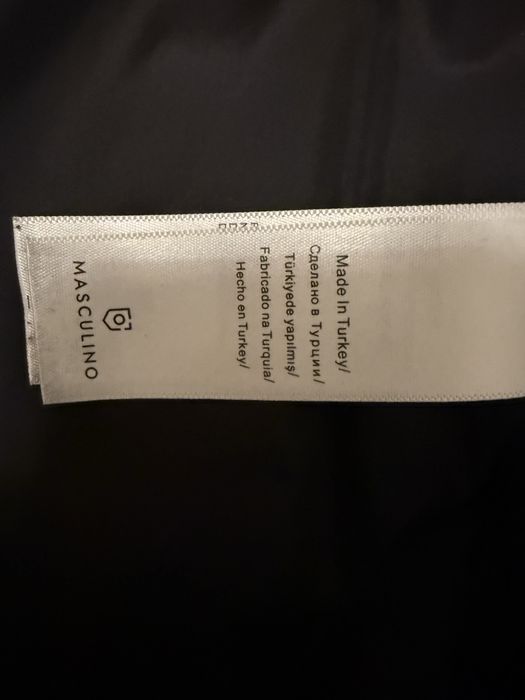 Made In Turkey/
Сделано в Турции/
Türkiyede yapılmış/
Fabricado na Turquia/
Hecho en Turkey/
MASCULINO